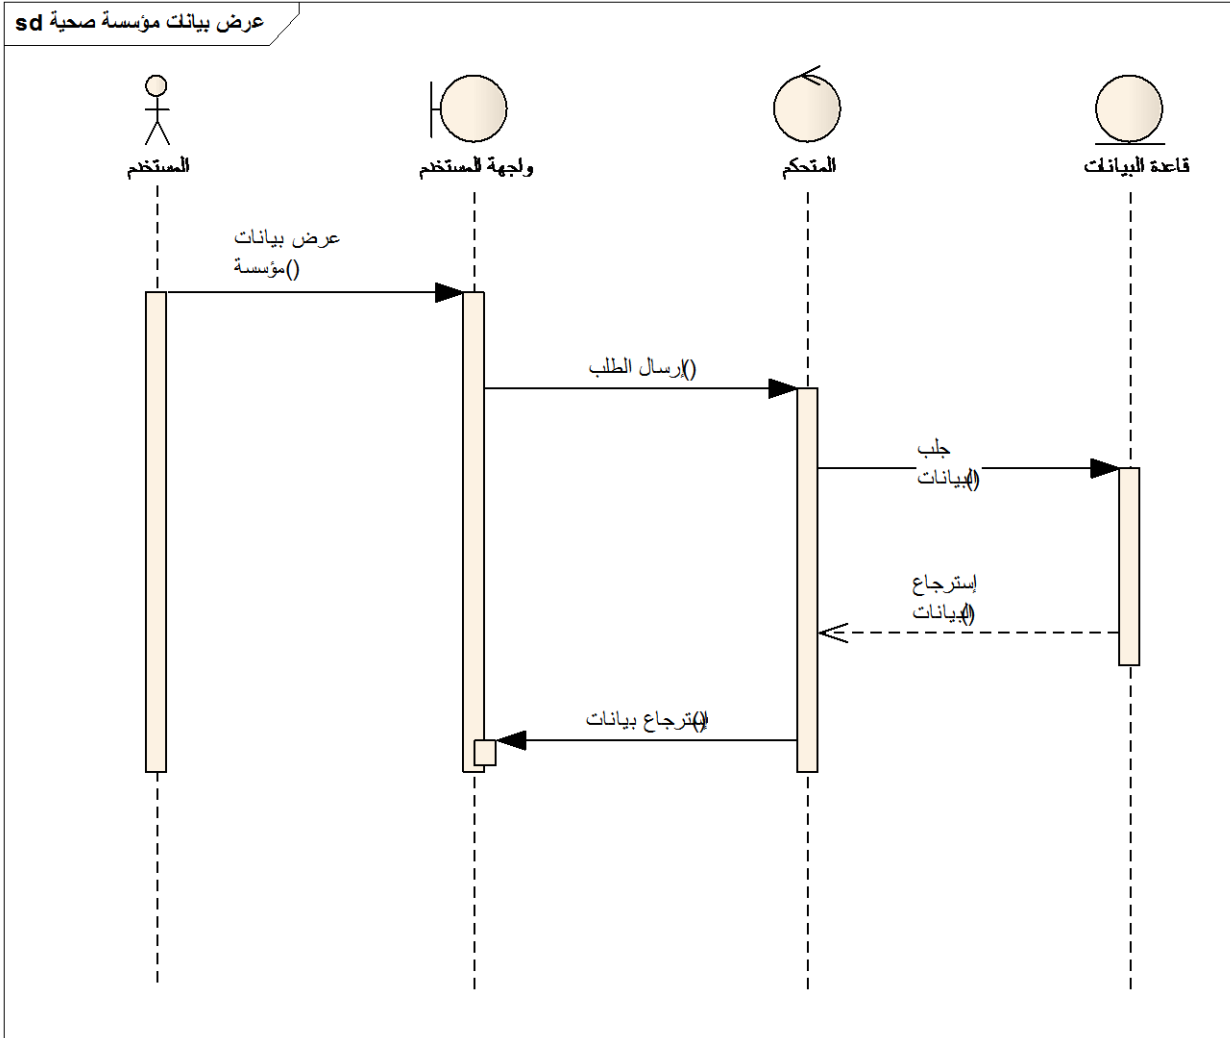 sd عرض بيانات مؤسسة صحية
المستخدم
واجهة المستخدم
المتحكم
قاعدة البيانات
عرض بيانات
مؤسسة()
إرسال الطلب()
جلب
البيانات()
إسترجاع
البيانات()
إسترجاع بيانات()